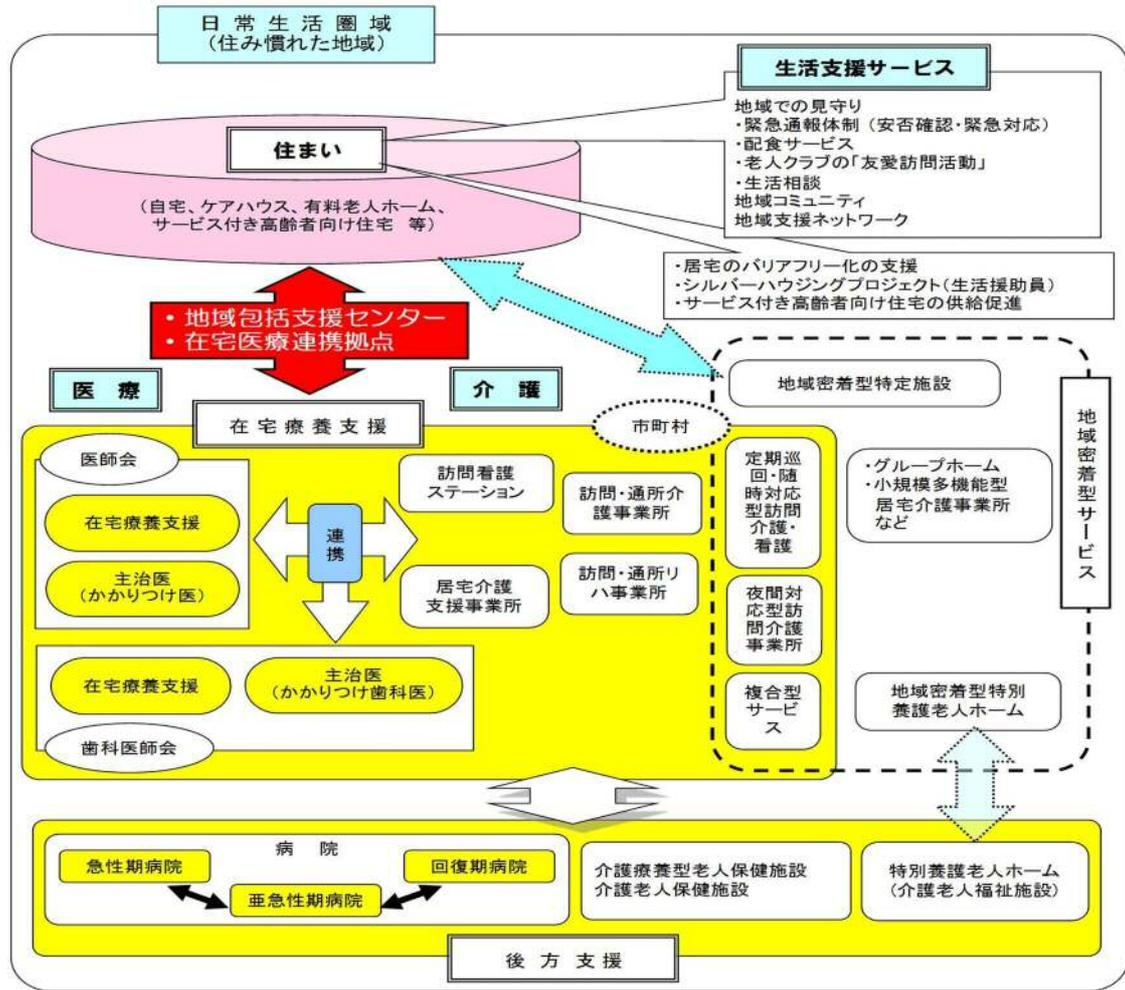 日常生活圏域
(住み慣れた地域)
生活支援サービス
地域での見守り
・緊急通報体制（安否確認・緊急対応）
・配食サービス
・老人クラブの「友愛訪問活動」
・生活相談
地域コミュニティ
地域支援ネットワーク
住まい
(自宅、ケアハウス、有料老人ホーム、
サービス付き高齢者向け住宅 等)
・居宅のバリアフリー化の支援
・シルバーハウジングプロジェクト(生活援助員)
・サービス付き高齢者向け住宅の供給促進
・地域包括支援センター
・在宅医療連携拠点
医療
介護
在宅療養支援
市町村
地域密着型特定施設
地域密着型サービス
医師会
在宅療養支援
主治医
(かかりつけ医)
連携
訪問看護
ステーション
訪問・通所介
護事業所
居宅介護
支援事業所
訪問・通所リ
ハ事業所
定期巡
回・随
時対応
型訪問
介護・
看護
・グループホーム
・小規模多機能型
居宅介護事業所
など
夜間対
応型訪
問介護
事業所
複合型
サービ
ス
地域密着型特別
養護老人ホーム
在宅療養支援
主治医
(かかりつけ歯科医)
歯科医師会
病院
急性期病院
回復期病院
亜急性期病院
介護療養型老人保健施設
介護老人保健施設
特別養護老人ホーム
(介護老人福祉施設)
後方支援